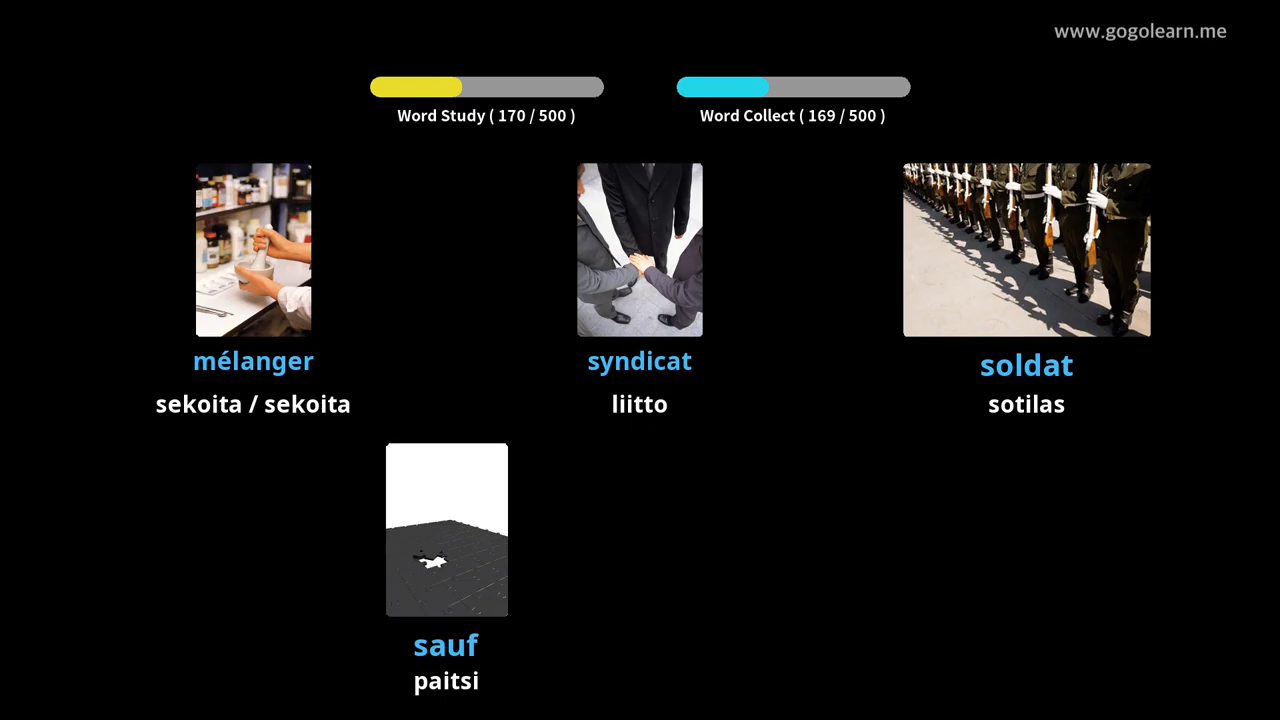 www.gogolearn.me
Word Study ( 170 / 500 )
Word Collect ( 169 / 500 )
mélanger
sekoita / sekoita
syndicat
liitto
soldat
sotilas
sauf
paitsi